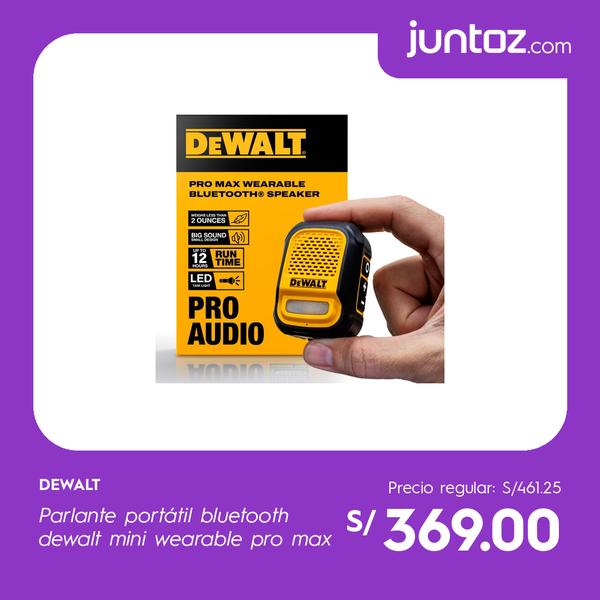 juntoz.com
DEWALT
PRO MAX WEARABLE
BLUETOOTH® SPEAKER
WEIGHS LESS THAN
2 OUNCES
BIG SOUND
SMALL DESIGN
UP TO
12
HOURS
RUN
TIME
LED
TASK LIGHT
PRO
AUDIO
DEWALT
DEWALT
Precio regular: S/461.25
Parlante portátil bluetooth
dewalt mini wearable pro max
S/ 369.00